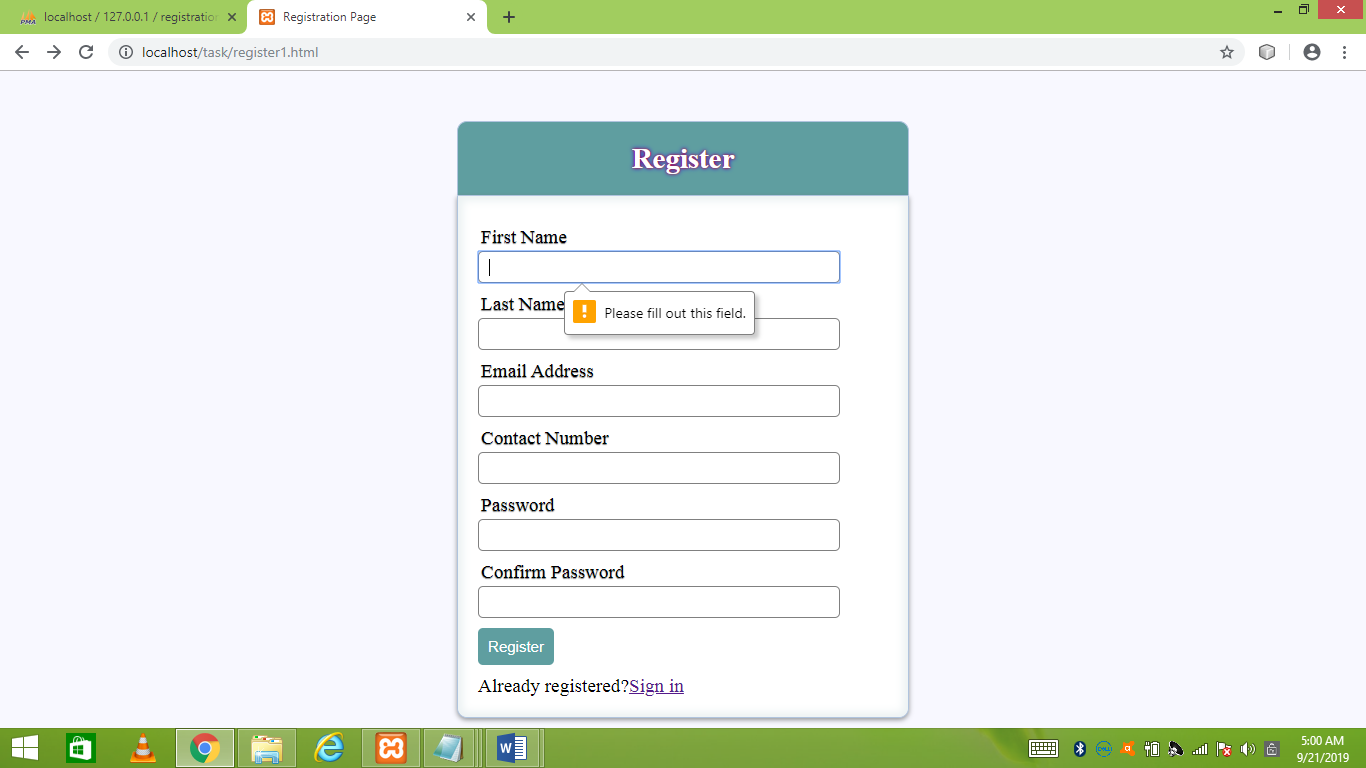 localhost / 127.0.0.1 / registration
Registration Page
localhost/task/register1.html
Register
First Name
Please fill out this field.
Last Name
Email Address
Contact Number
Password
Confirm Password
Register
Already registered?Sign in
5:00 AM
9/21/2019